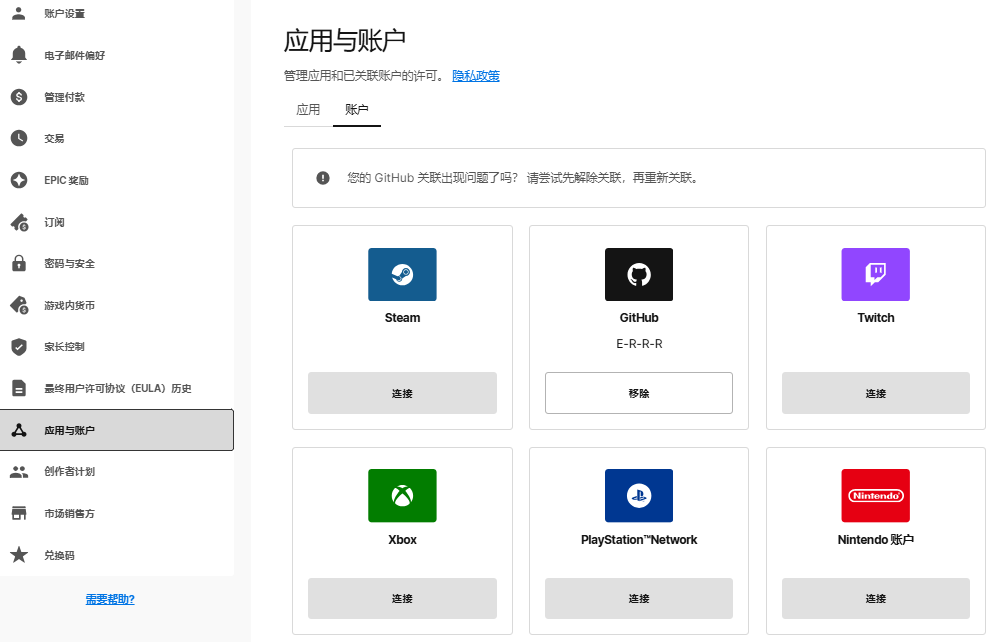 账户设置
电子邮件偏好
管理付款
交易
EPIC 奖励
订阅
密码与安全
游戏内货币
家长控制
最终用户许可协议（EULA）历史
应用与账户
创作者计划
市场销售方
兑换码
需要帮助?
应用与账户
管理应用和已关联账户的许可。 隐私政策
应用 账户
您的 GitHub 关联出现问题了吗? 请尝试先解除关联，再重新关联。
Steam
连接
GitHub
E-R-R-R
移除
Twitch
连接
Xbox
连接
PlayStation™Network
连接
Nintendo
Nintendo 账户
连接